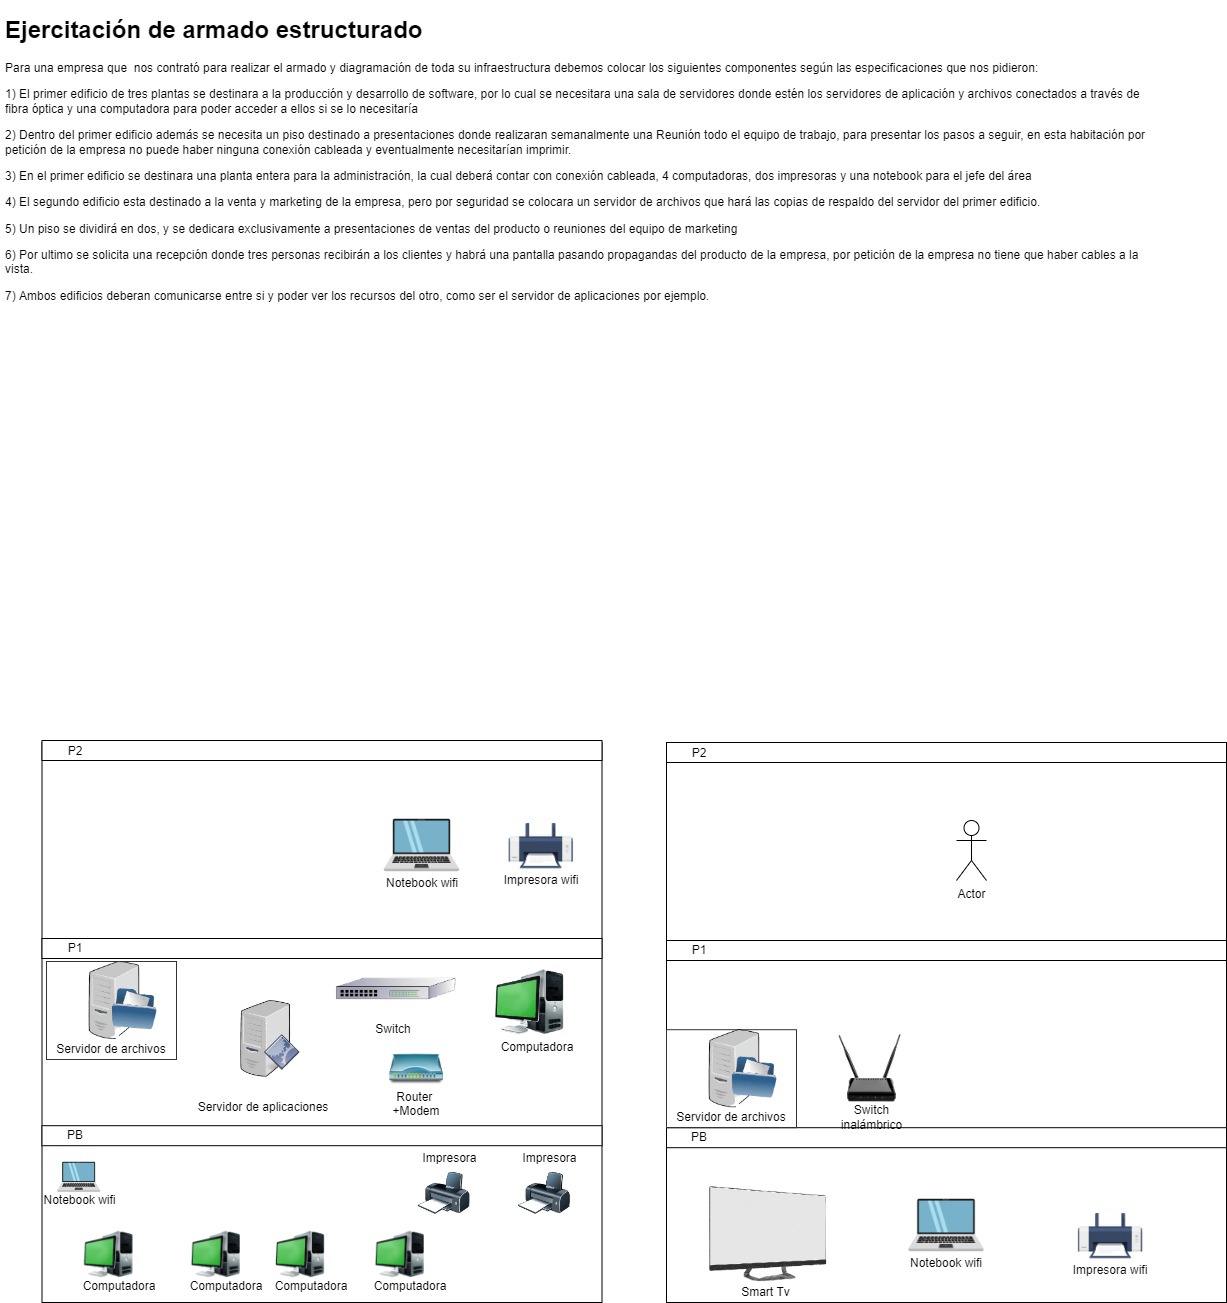 Ejercitación de armado estructurado
Para una empresa que  nos contrató para realizar el armado y diagramación de toda su infraestructura debemos colocar los siguientes componentes según las especificaciones que nos pidieron:
1) El primer edificio de tres plantas se destinara a la producción y desarrollo de software, por lo cual se necesitara una sala de servidores donde estén los servidores de aplicación y archivos conectados a través de
fibra óptica y una computadora para poder acceder a ellos si se lo necesitaría
2) Dentro del primer edificio además se necesita un piso destinado a presentaciones donde realizaran semanalmente una Reunión todo el equipo de trabajo, para presentar los pasos a seguir, en esta habitación por
petición de la empresa no puede haber ninguna conexión cableada y eventualmente necesitarían imprimir.
3) En el primer edificio se destinara una planta entera para la administración, la cual deberá contar con conexión cableada, 4 computadoras, dos impresoras y una notebook para el jefe del área
4) El segundo edificio esta destinado a la venta y marketing de la empresa, pero por seguridad se colocara un servidor de archivos que hará las copias de respaldo del servidor del primer edificio.
5) Un piso se dividirá en dos, y se dedicara exclusivamente a presentaciones de ventas del producto o reuniones del equipo de marketing
6) Por ultimo se solicita una recepción donde tres personas recibirán a los clientes y habrá una pantalla pasando propagandas del producto de la empresa, por petición de la empresa no tiene que haber cables a la
vista.
7) Ambos edificios deberan comunicarse entre si y poder ver los recursos del otro, como ser el servidor de aplicaciones por ejemplo.
P2
Notebook wifi
Impresora wifi
P1
Servidor de archivos
Servidor de aplicaciones
Switch
Router
+Modem
Computadora
PB
Notebook wifi
Impresora
Impresora
Computadora
Computadora
Computadora
Computadora
P2
Actor
P1
Servidor de archivos
Switch
inalámbrico
PB
Smart Tv
Notebook wifi
Impresora wifi